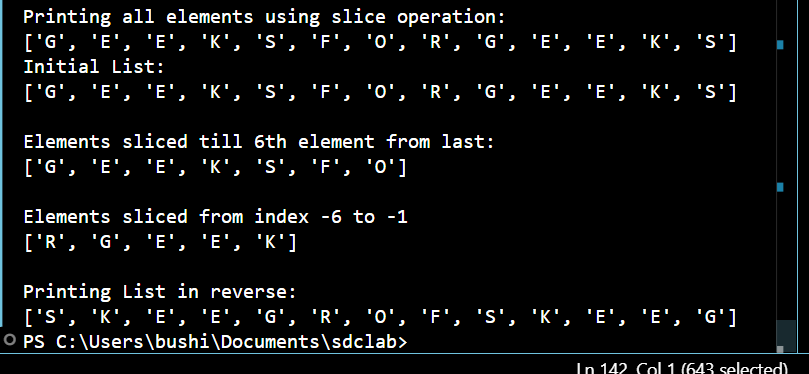 Printing all elements using slice operation:
['G', 'E', 'E', 'K', 'S', 'F', 'O', 'R', 'G', 'E', 'E', 'K', 'S']
Initial List:
['G', 'E', 'E', 'K', 'S', 'F', 'O', 'R', 'G', 'E', 'E', 'K', 'S']
Elements sliced till 6th element from last:
['G', 'E', 'E', 'K', 'S', 'F', 'O']
Elements sliced from index -6 to -1
['R', 'G', 'E', 'E', 'K']
Printing List in reverse:
['S', 'K', 'E', 'E', 'G', 'R', 'O', 'F', 'S', 'K', 'E', 'E', 'G']
PS C:\Users\bushi\Documents\sdclab>
Ln 142, Col 1 (643 selected)